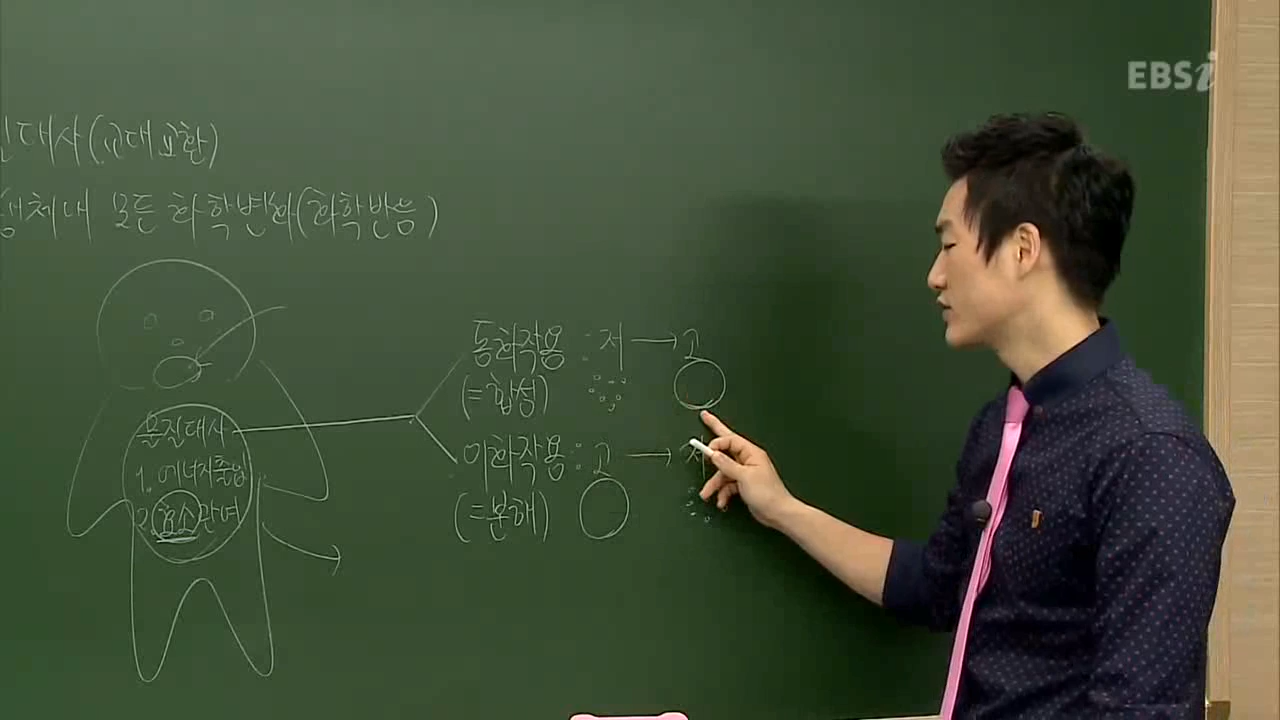 EBSi
대사(교대교환)
생체내 모든 화학변화(화학반응)
동화작용 : 저 → 고
(=합성)
물질대사
1. 에너지출입
2. 효소관여
이화작용 : 고 → 저
(=분해)